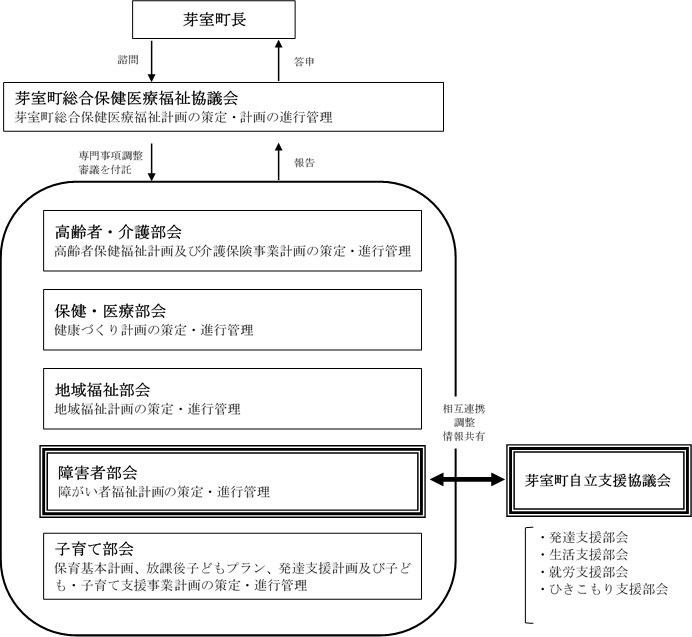 芽室町長
諮問
答申
芽室町総合保健医療福祉協議会
芽室町総合保健医療福祉計画の策定・計画の進行管理
専門事項調整
審議を付託
報告
高齢者・介護部会
高齢者保健福祉計画及び介護保険事業計画の策定・進行管理
保健・医療部会
健康づくり計画の策定・進行管理
地域福祉部会
地域福祉計画の策定・進行管理
相互連携
調整
情報共有
障害者部会
障がい者福祉計画の策定・進行管理
芽室町自立支援協議会
子育て部会
保育基本計画、放課後子どもプラン、発達支援計画及び子ど
も・子育て支援事業計画の策定・進行管理
・発達支援部会
・生活支援部会
・就労支援部会
・ひきこもり支援部会